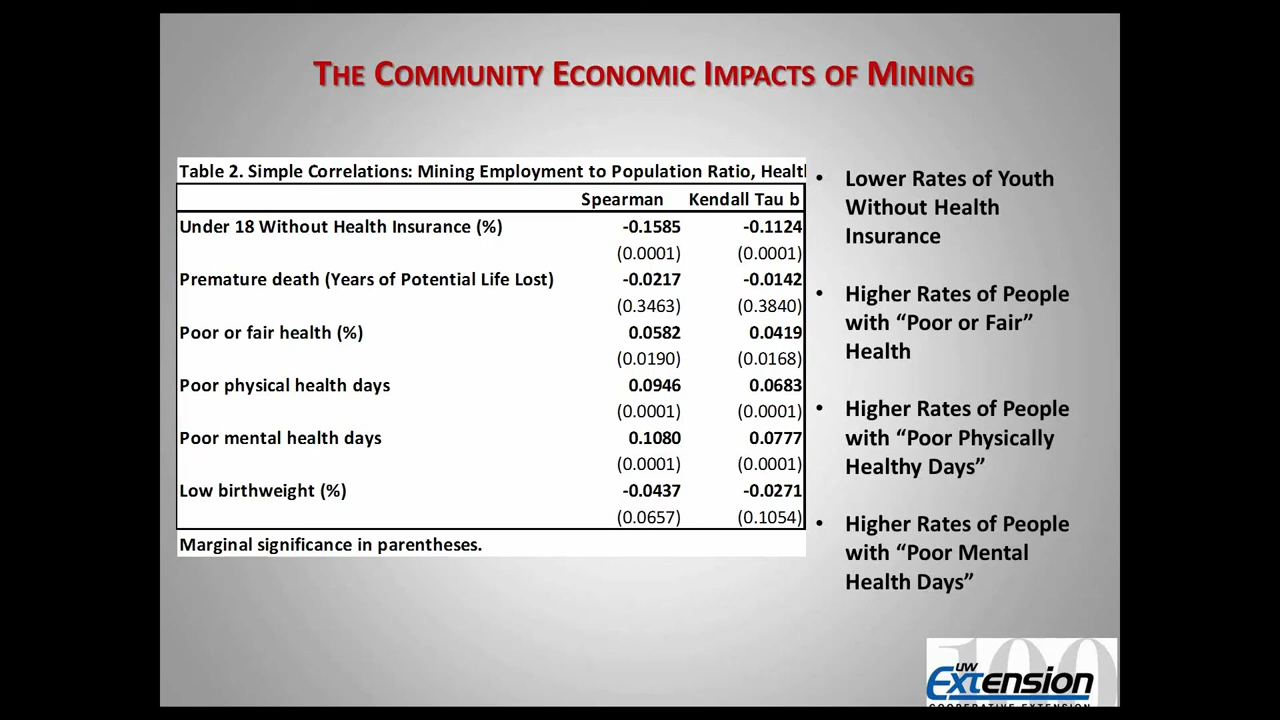 THE COMMUNITY ECONOMIC IMPACTS OF MINING
Table 2. Simple Correlations: Mining Employment to Population Ratio,
Spearman Kendall Tau b
Under 18 Without Health Insurance (%) -0.1585 -0.1124
(0.0001) (0.0001)
Premature death (Years of Potential Life Lost) -0.0217 -0.0142
(0.3463) (0.3840)
Poor or fair health (%) 0.0582 0.0419
(0.0190) (0.0168)
Poor physical health days 0.0946 0.0683
(0.0001) (0.0001)
Poor mental health days 0.1080 0.0777
(0.0001) (0.0001)
Low birthweight (%) -0.0437 -0.0271
(0.0657) (0.1054)
Marginal significance in parentheses.
• Lower Rates of Youth
Without Health
Insurance
• Higher Rates of People
with “Poor or Fair”
Health
• Higher Rates of People
with “Poor Physically
Healthy Days”
• Higher Rates of People
with “Poor Mental
Health Days”
100
UW
Extension
COOPERATIVE EXTENSION